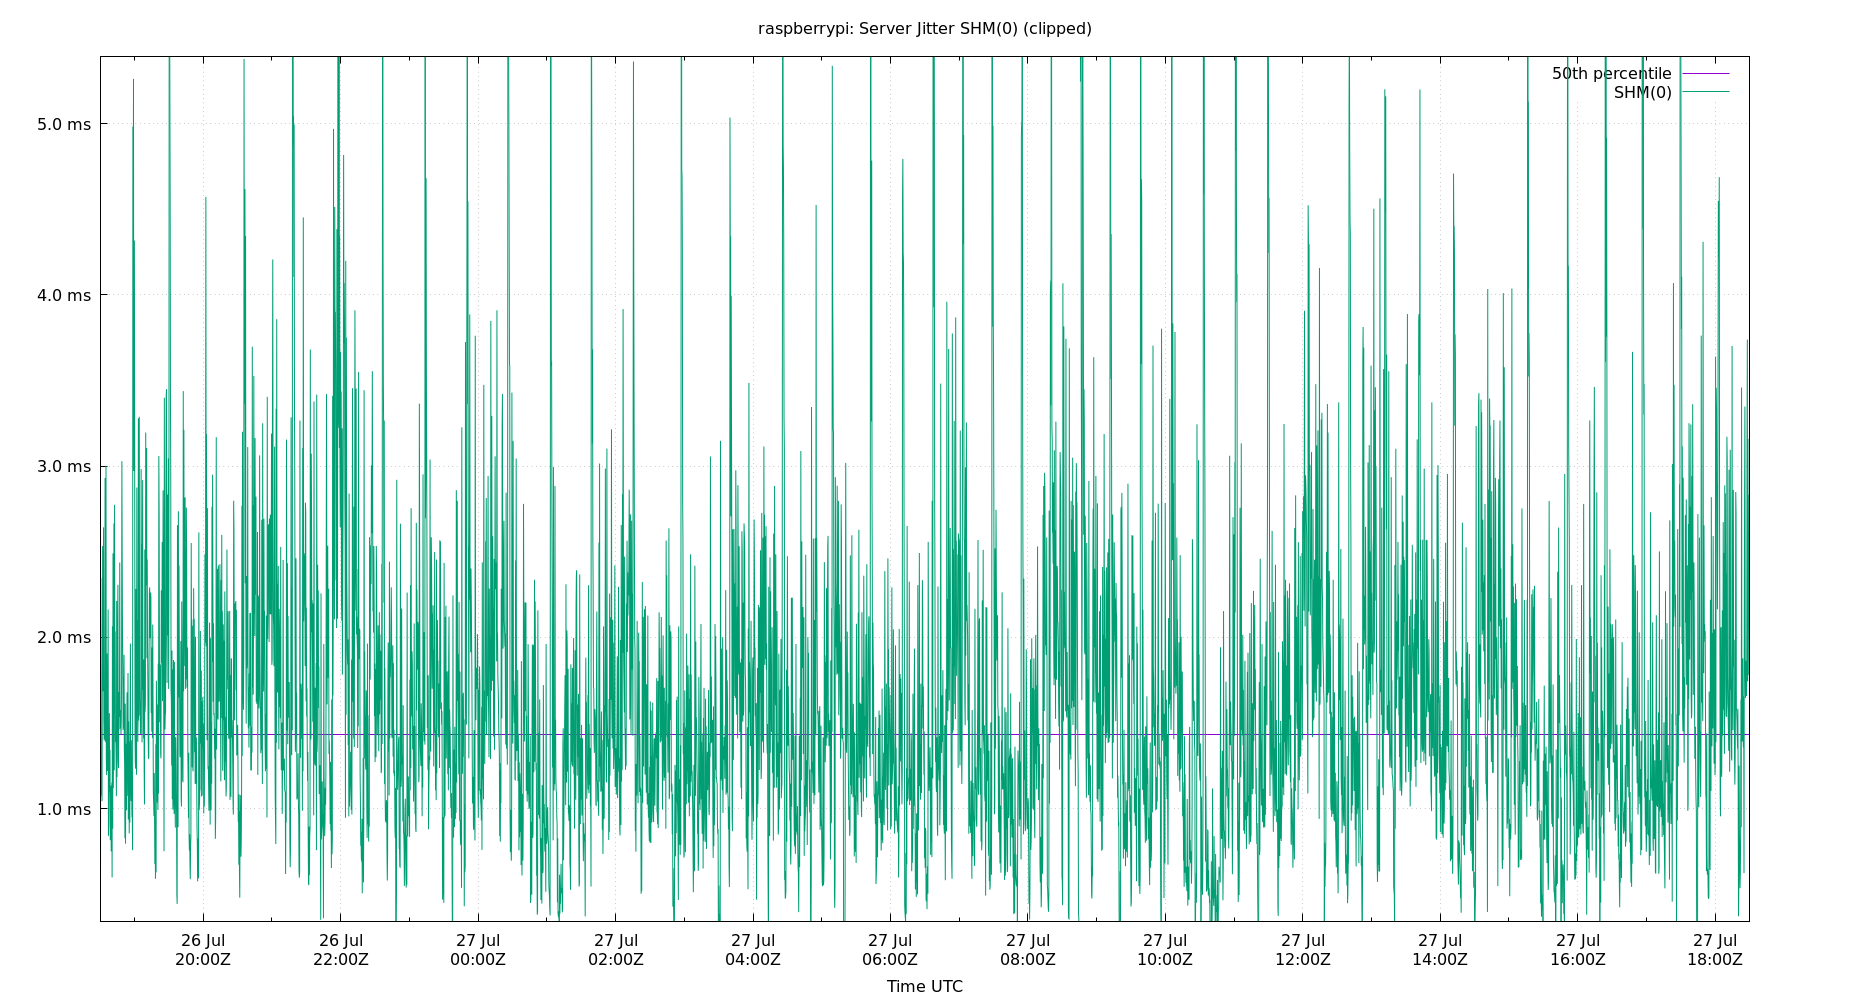 raspberrypi: Server Jitter SHM(0) (clipped)
50th percentile
SHM(0)
5.0 ms
4.0 ms
3.0 ms
2.0 ms
1.0 ms
26 Jul 26 Jul 27 Jul 27 Jul 27 Jul 27 Jul 27 Jul 27 Jul 27 Jul 27 Jul 27 Jul 27 Jul
20:00Z 22:00Z 00:00Z 02:00Z 04:00Z 06:00Z 08:00Z 10:00Z 12:00Z 14:00Z 16:00Z 18:00Z
Time UTC